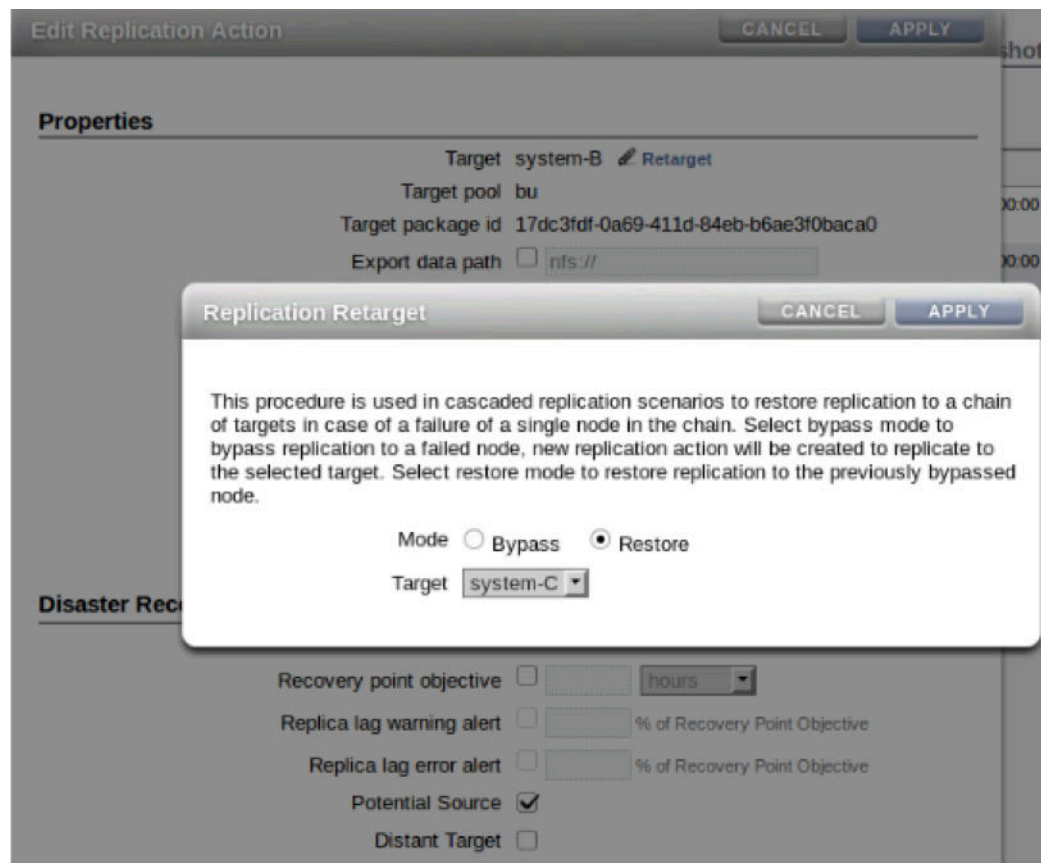 Edit Replication Action CANCEL APPLY
shot
Properties
Target system-B Retarget
Target pool bu
Target package id 17dc3fdf-0a69-411d-84eb-b6ae3f0baca0
00:00
Export data path nfs://
00:00
Replication Retarget CANCEL APPLY
This procedure is used in cascaded replication scenarios to restore replication to a chain
of targets in case of a failure of a single node in the chain. Select bypass mode to
bypass replication to a failed node, new replication action will be created to replicate to
the selected target. Select restore mode to restore replication to the previously bypassed
node.
Mode Bypass Restore
Target system-C
Disaster Reco
Recovery point objective hours
Replica lag warning alert % of Recovery Point Objective
Replica lag error alert % of Recovery Point Objective
Potential Source
Distant Target